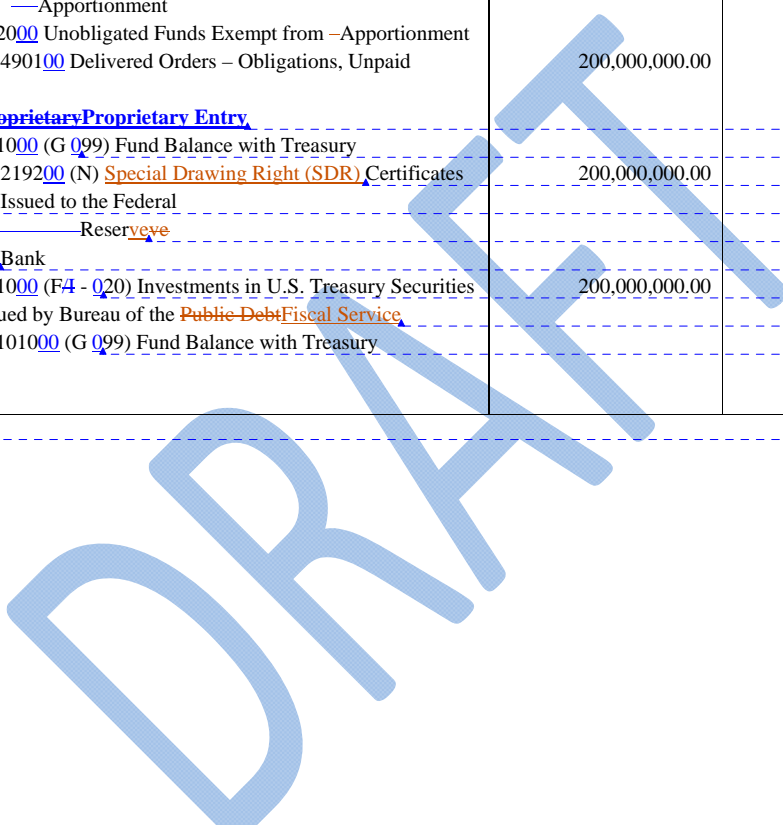 Apportionment
2000 Unobligated Funds Exempt from –Apportionment
490100 Delivered Orders – Obligations, Unpaid 200,000,000.00
oprietaryProprietary Entry
1000 (G 099) Fund Balance with Treasury
219200 (N) Special Drawing Right (SDR) Certificates 200,000,000.00
Issued to the Federal
Reserveve
Bank
1000 (F/I - 020) Investments in U.S. Treasury Securities 200,000,000.00
ued by Bureau of the Public DebtFiscal Service
101000 (G 099) Fund Balance with Treasury
DRAFT